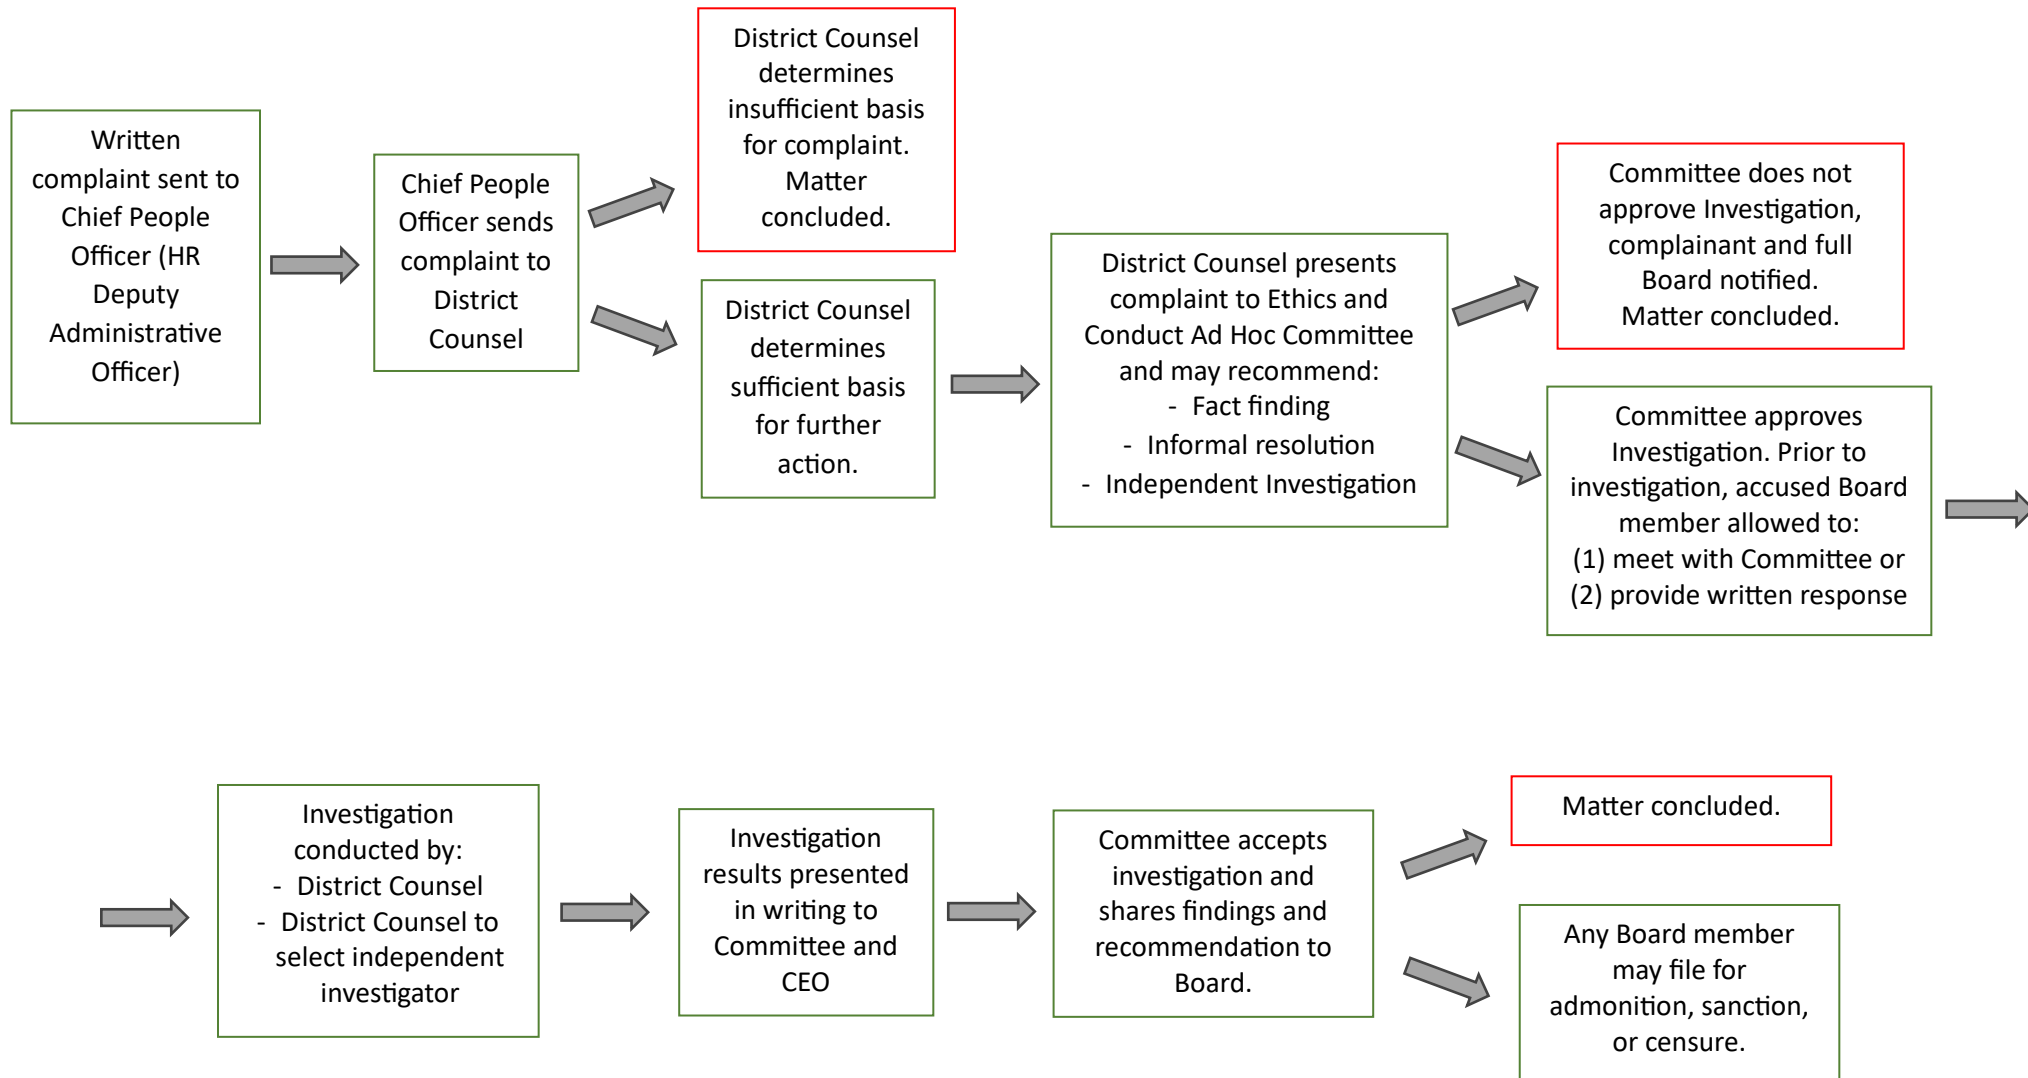 Written
complaint sent to
Chief People
Officer (HR
Deputy
Administrative
Officer)
Chief People
Officer sends
complaint to
District
Counsel
District Counsel
determines
insufficient basis
for complaint.
Matter
concluded.
District Counsel
determines
sufficient basis
for further
action.
District Counsel presents
complaint to Ethics and
Conduct Ad Hoc Committee
and may recommend:
- Fact finding
- Informal resolution
- Independent Investigation
Committee does not
approve Investigation,
complainant and full
Board notified.
Matter concluded.
Committee approves
Investigation. Prior to
investigation, accused Board
member allowed to:
(1) meet with Committee or
(2) provide written response
Investigation
conducted by:
- District Counsel
- District Counsel to
select independent
investigator
Investigation
results presented
in writing to
Committee and
CEO
Committee accepts
investigation and
shares findings and
recommendation to
Board.
Matter concluded.
Any Board member
may file for
admonition, sanction,
or censure.